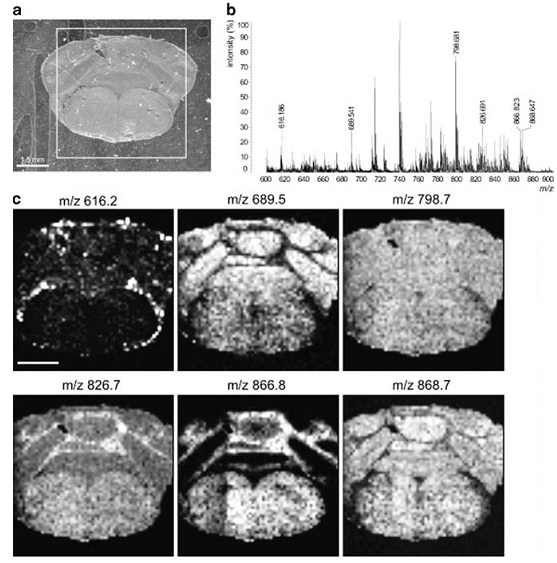 a
1.5 mm
b
intensity (%)
100
90
80
70
60
50
40
30
20
10
0
616.186
689.541
798.681
826.691
866.823
868.647
600 620 640 660 680 700 720 740 760 780 800 820 840 860 880 900
m/z
c
m/z 616.2 m/z 689.5 m/z 798.7
m/z 826.7 m/z 866.8 m/z 868.7